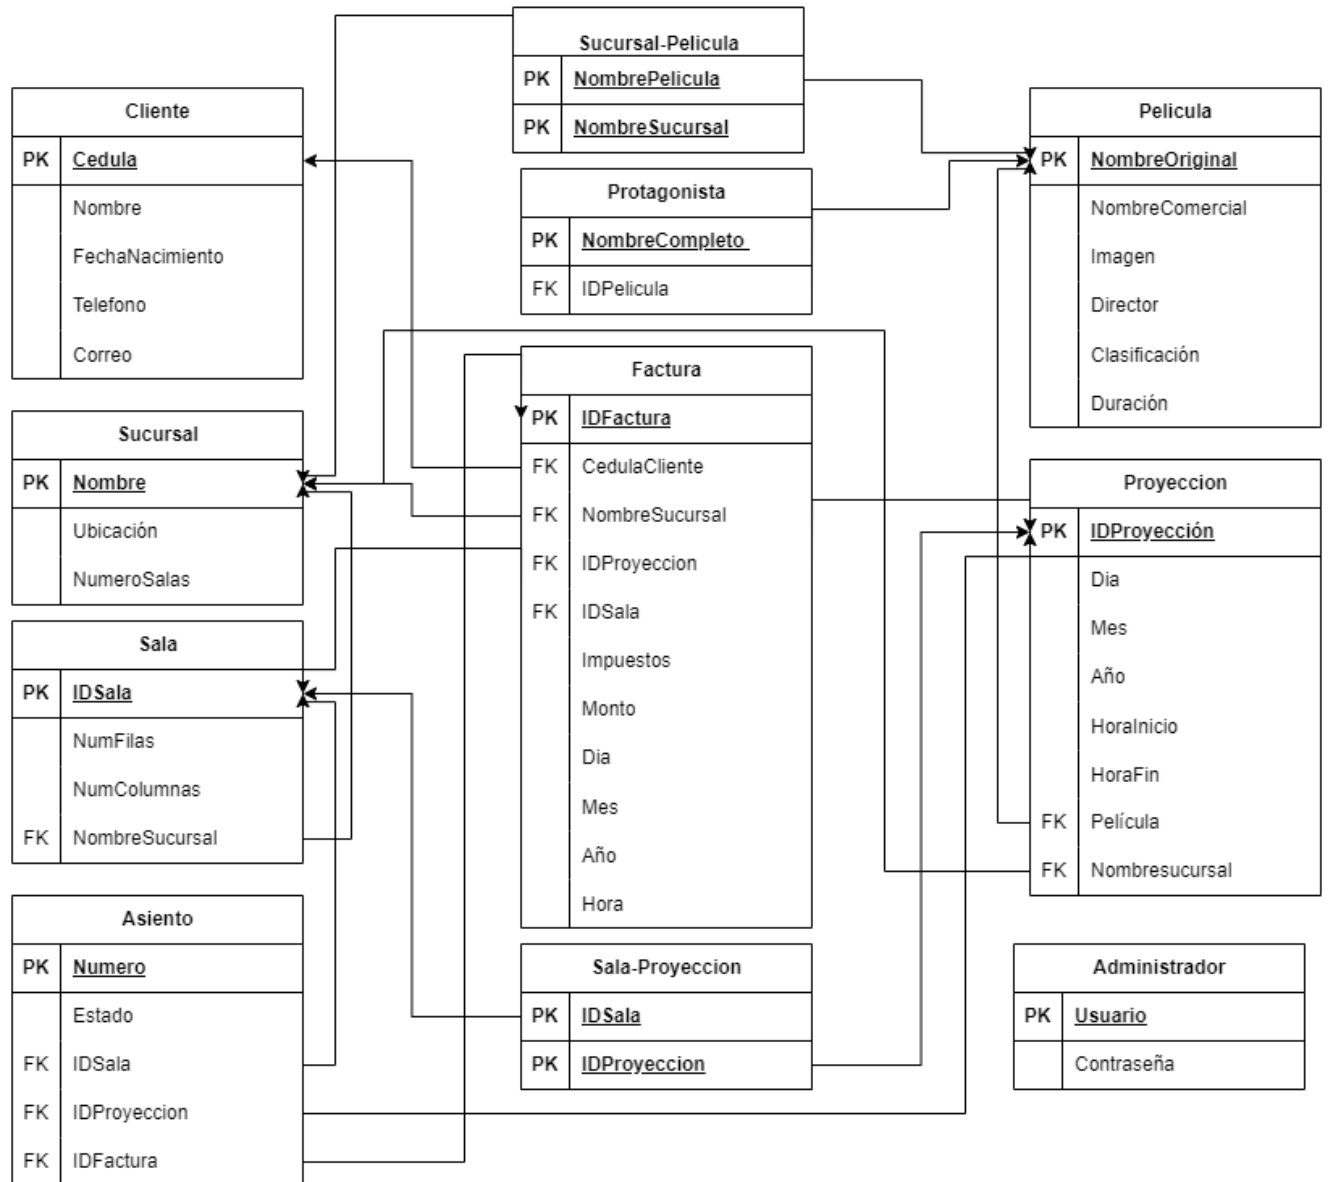 Sucursal-Pelicula
PK NombrePelicula
PK NombreSucursal
Cliente
PK Cedula
Nombre
FechaNacimiento
Telefono
Correo
Protagonista
PK NombreCompleto
FK IDPelicula
Pelicula
PK NombreOriginal
NombreComercial
Imagen
Director
Clasificación
Duración
Sucursal
PK Nombre
Ubicación
NumeroSalas
Factura
PK IDFactura
FK CedulaCliente
FK NombreSucursal
FK IDProyeccion
FK IDSala
Impuestos
Monto
Dia
Mes
Año
Hora
Proyeccion
PK IDProyección
Dia
Mes
Año
HoraInicio
HoraFin
FK Película
FK Nombresucursal
Sala
PK IDSala
NumFilas
NumColumnas
FK NombreSucursal
Asiento
PK Numero
Estado
FK IDSala
FK IDProyeccion
FK IDFactura
Sala-Proyeccion
PK IDSala
PK IDProyeccion
Administrador
PK Usuario
Contraseña